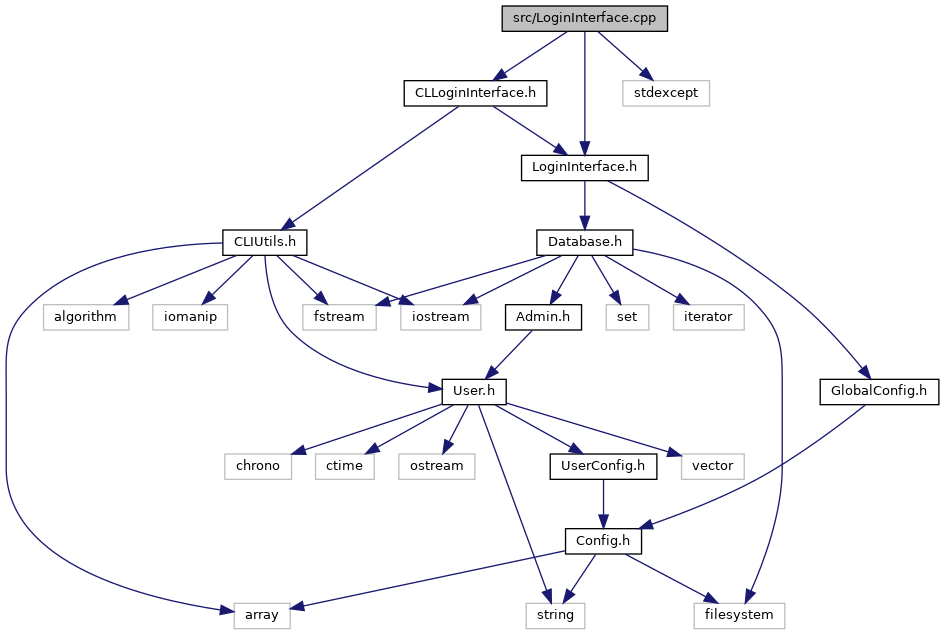 src/LoginInterface.cpp
CLLoginInterface.h
stdexcept
LoginInterface.h
CLIUtils.h
Database.h
algorithm
iomanip
fstream
iostream
Admin.h
set
iterator
User.h
GlobalConfig.h
chrono
ctime
ostream
UserConfig.h
vector
Config.h
array
string
filesystem